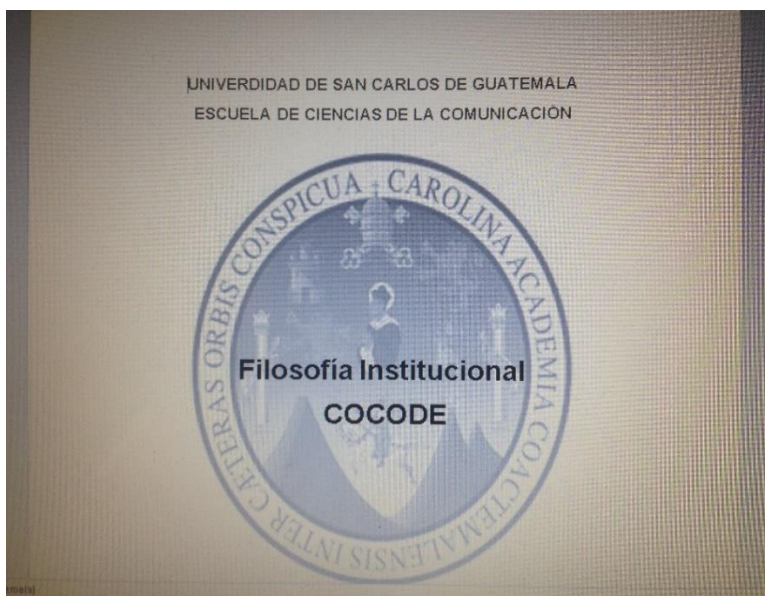 UNIVERDIDAD DE SAN CARLOS DE GUATEMALA
ESCUELA DE CIENCIAS DE LA COMUNICACIÓN
CAROLINA ACADEMIA COACTEMALENSIS INTER CÆTERAS ORBIS CONSPICUA
Filosofía Institucional
COCODE